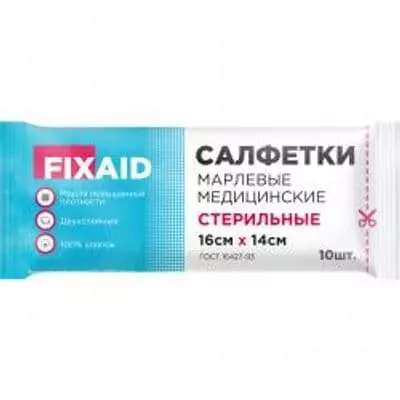 FIXAID
Марля повышенной
плотности
Двухслойные
100% хлопок
САЛФЕТКИ
МАРЛЕВЫЕ
МЕДИЦИНСКИЕ
СТЕРИЛЬНЫЕ
16см х 14см
ГОСТ 16427-93
10шт.